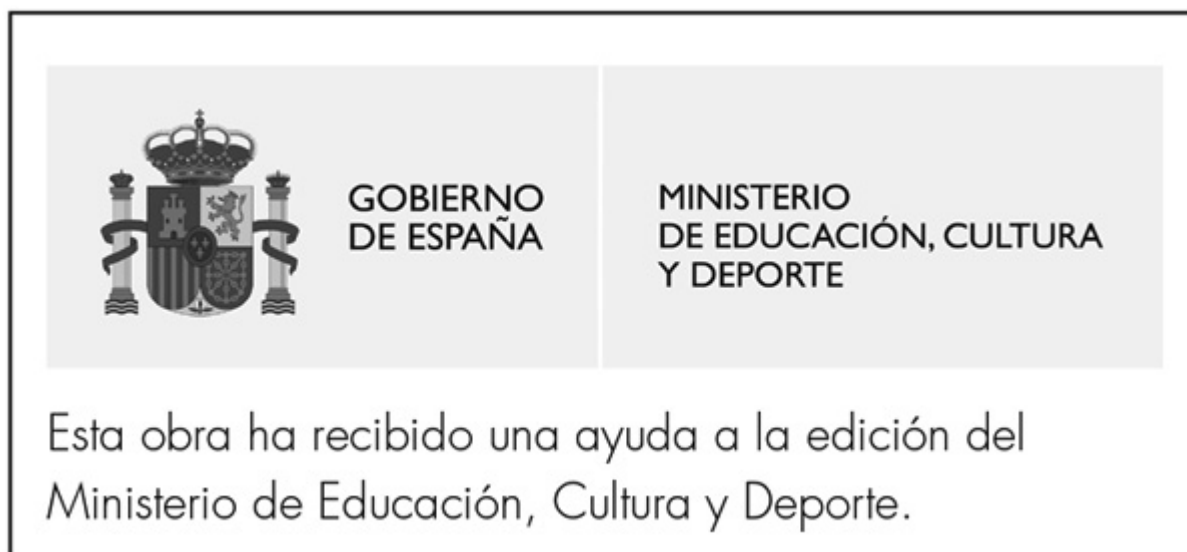 GOBIERNO
DE ESPAÑA
MINISTERIO
DE EDUCACIÓN, CULTURA
Y DEPORTE
Esta obra ha recibido una ayuda a la edición del
Ministerio de Educación, Cultura y Deporte.